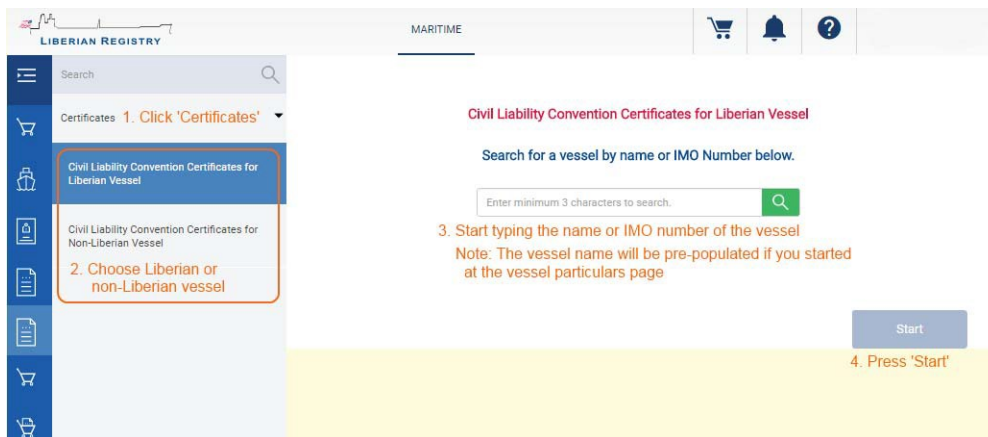 LIBERIAN REGISTRY
MARITIME
?
Search
Certificates 1. Click 'Certificates'
Civil Liability Convention Certificates for
Liberian Vessel
Civil Liability Convention Certificates for
Non-Liberian Vessel
2. Choose Liberian or
non-Liberian vessel
Civil Liability Convention Certificates for Liberian Vessel
Search for a vessel by name or IMO Number below.
Enter minimum 3 characters to search.
3. Start typing the name or IMO number of the vessel
Note: The vessel name will be pre-populated if you started
at the vessel particulars page
Start
4. Press 'Start'